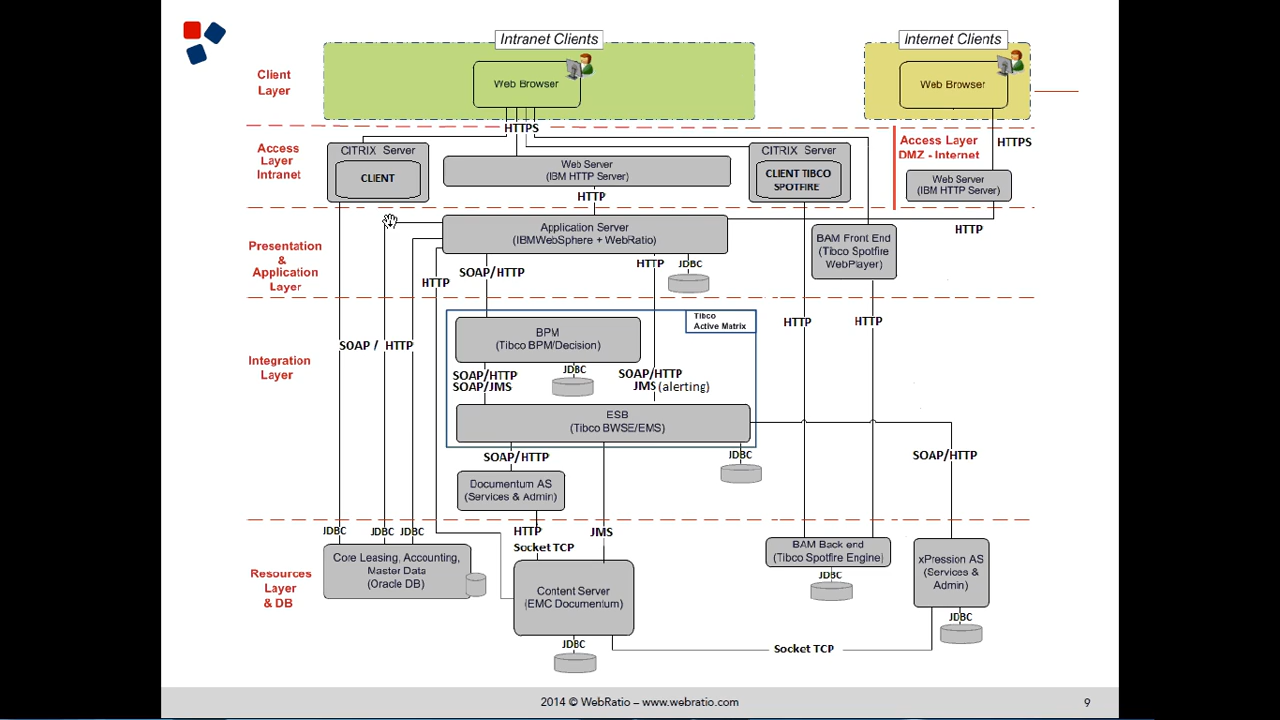 Intranet Clients
Internet Clients
Client
Layer
Web Browser
Web Browser
HTTPS
Access
Layer
Intranet
CITRIX Server
CLIENT
Web Server
(IBM HTTP Server)
CITRIX Server
CLIENT TIBCO
SPOTFIRE
Access Layer
DMZ - Internet
HTTPS
Web Server
(IBM HTTP Server)
HTTP
HTTP
Presentation
&
Application
Layer
Application Server
(IBMWebSphere + WebRatio)
BAM Front End
(Tibco Spotfire
WebPlayer)
HTTP
SOAP/HTTP
HTTP
JDBC
Integration
Layer
SOAP / HTTP
Tibco
Active Matrix
BPM
(Tibco BPM/Decision)
HTTP
HTTP
SOAP/HTTP
SOAP/JMS
JDBC
SOAP/HTTP
JMS (alerting)
ESB
(Tibco BWSE/EMS)
SOAP/HTTP
JDBC
SOAP/HTTP
Documentum AS
(Services & Admin)
Resources
Layer
& DB
JDBC
JDBC
JDBC
HTTP
Socket TCP
JMS
Core Leasing, Accounting,
Master Data
(Oracle DB)
Content Server
(EMC Documentum)
BAM Back end
(Tibco Spotfire Engine)
JDBC
xPression AS
(Services &
Admin)
JDBC
JDBC
Socket TCP
2014 © WebRatio – www.webratio.com
9